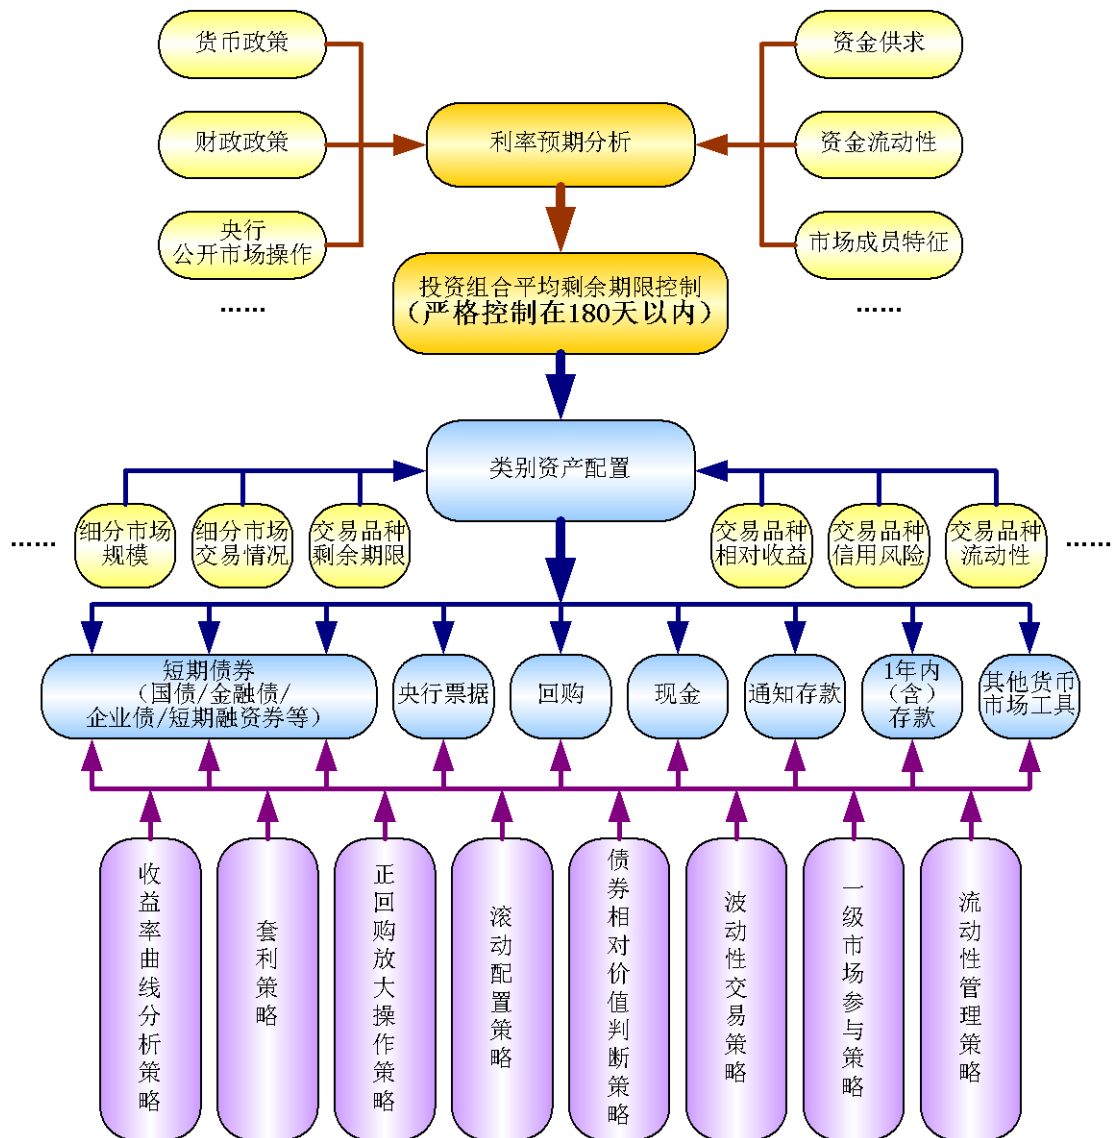 货币政策
资金供求
利率预期分析
财政政策
资金流动性
央行
公开市场操作
市场成员特征
……
……
投资组合平均剩余期限控制
（严格控制在180天以内）
类别资产配置
……
细分市场
规模
细分市场
交易情况
交易品种
剩余期限
交易品种
相对收益
交易品种
信用风险
交易品种
流动性
……
短期债券
（国债/金融债/
企业债/短期融资券等）
央行票据
回购
现金
通知存款
1年内
（含）
存款
其他货币
市场工具
收益率曲线分析策略
套利策略
正回购放大操作策略
滚动配置策略
债券相对价值判断策略
波动性交易策略
一级市场参与策略
流动性管理策略